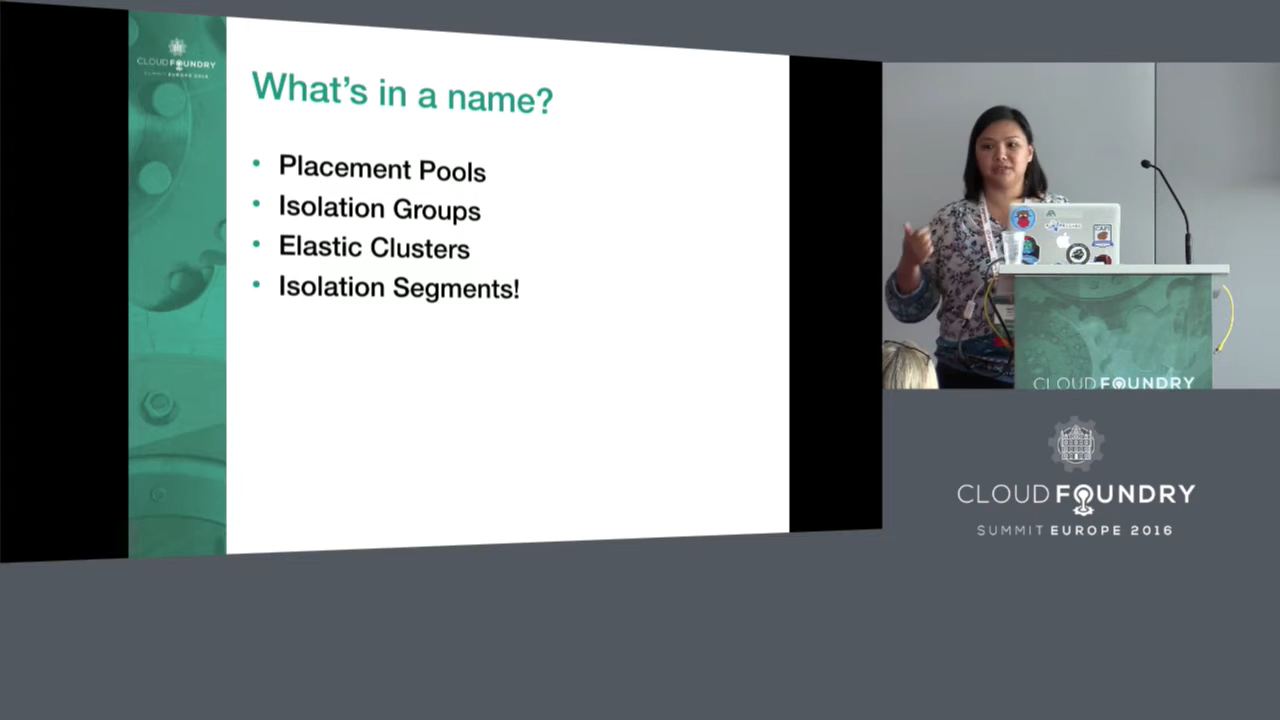 CLOUD FOUNDRY
SUMMIT EUROPE 2016
What's in a name?
• Placement Pools
• Isolation Groups
• Elastic Clusters
• Isolation Segments!
CAPI
CLOUD FOUNDRY
CLOUD FOUNDRY
SUMMIT EUROPE 2016